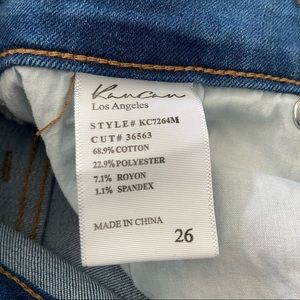 KanCan
Los Angeles
STYLE# KC7264M
CUT# 36563
68.9% COTTON
22.9% POLYESTER
7.1% ROYON
1.1% SPANDEX
MADE IN CHINA
26